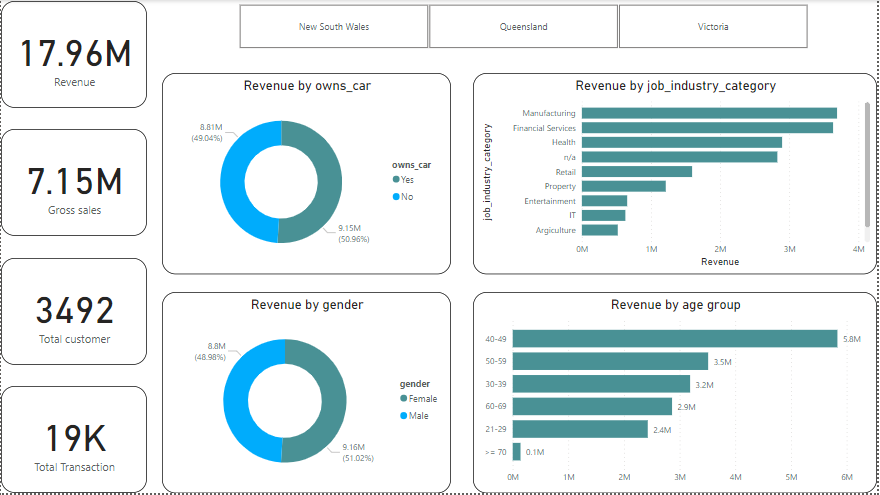 17.96M
Revenue
7.15M
Gross sales
3492
Total customer
19K
Total Transaction
New South Wales
Queensland
Victoria
Revenue by owns_car
8.81M
(49.04%)
9.15M
(50.96%)
owns_car
Yes
No
Revenue by job_industry_category
job_industry_category
Manufacturing
Financial Services
Health
n/a
Retail
Property
Entertainment
IT
Argiculture
0M 1M 2M 3M 4M
Revenue
Revenue by gender
8.8M
(48.98%)
9.16M
(51.02%)
gender
Female
Male
Revenue by age group
40-49 5.8M
50-59 3.5M
30-39 3.2M
60-69 2.9M
21-29 2.4M
>= 70 0.1M
0M 1M 2M 3M 4M 5M 6M